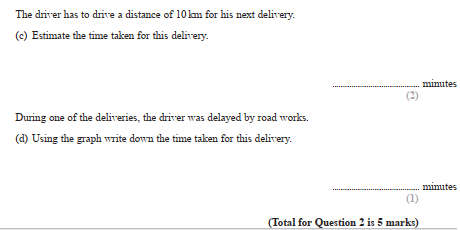 The driver has to drive a distance of 10 km for his next delivery.
(c) Estimate the time taken for this delivery.
.............................................. minutes
(2)
During one of the deliveries, the driver was delayed by road works.
(d) Using the graph write down the time taken for this delivery.
.............................................. minutes
(1)
(Total for Question 2 is 5 marks)